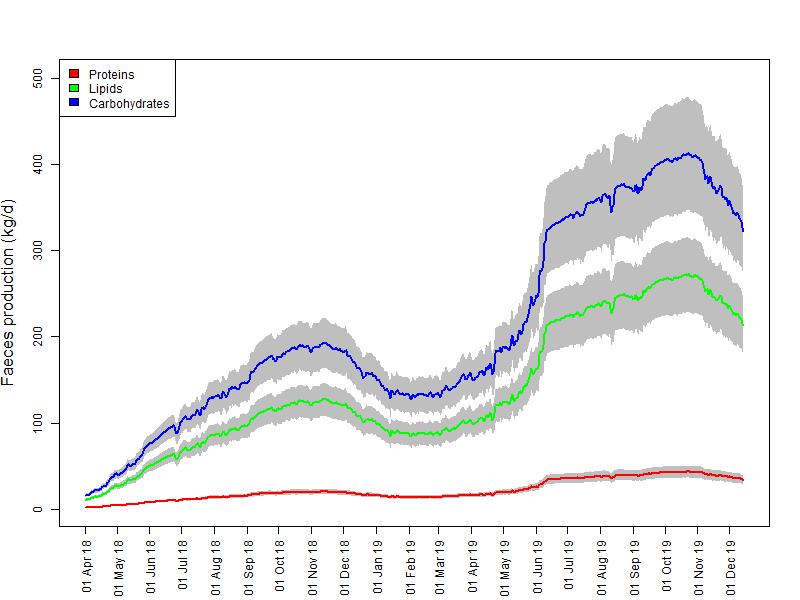 Proteins
Lipids
Carbohydrates
Faeces production (kg/d)
500
400
300
200
100
0
01 Apr 18
01 May 18
01 Jun 18
01 Jul 18
01 Aug 18
01 Sep 18
01 Oct 18
01 Nov 18
01 Dec 18
01 Jan 19
01 Feb 19
01 Mar 19
01 Apr 19
01 May 19
01 Jun 19
01 Jul 19
01 Aug 19
01 Sep 19
01 Oct 19
01 Nov 19
01 Dec 19